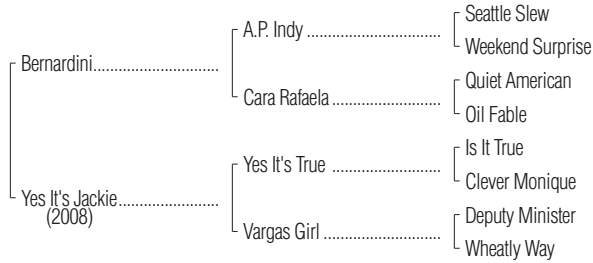 Seattle Slew
A.P. Indy ................................
Weekend Surprise
Bernardini..............................
Quiet American
Cara Rafaela ..........................
Oil Fable
Is It True
Yes It's True ..........................
Clever Monique
Yes It's Jackie........................
(2008)
Deputy Minister
Vargas Girl .............................
Wheatly Way